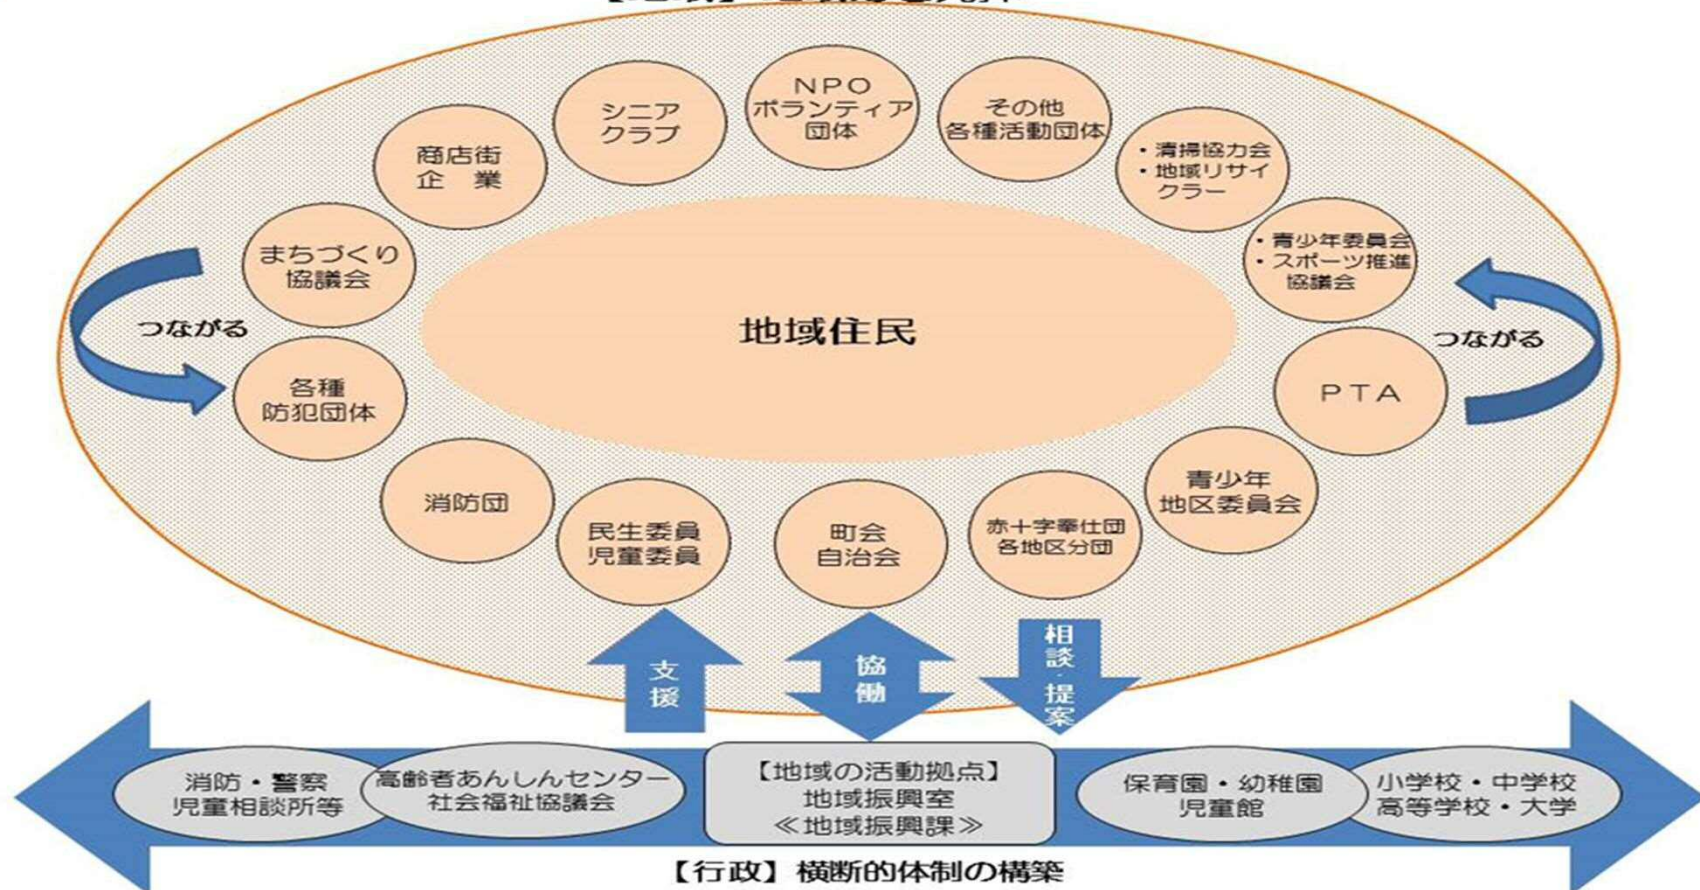 【地域】
NPO
ボランティア
団体
シニア
クラブ
その他
各種活動団体
商店街
企　業
・清掃協力会
・地域リサイ
クラー
まちづくり
協議会
・青少年委員会
・スポーツ推進
協議会
つながる
地域住民
つながる
各種
防犯団体
PTA
消防団
青少年
地区委員会
民生委員
児童委員
町会
自治会
赤十字奉仕団
各地区分団
支援
協働
相談・提案
消防・警察
児童相談所等
高齢者あんしんセンター
社会福祉協議会
【地域の活動拠点】
地域振興室
≪地域振興課≫
保育園・幼稚園
児童館
小学校・中学校
高等学校・大学
【行政】横断的体制の構築